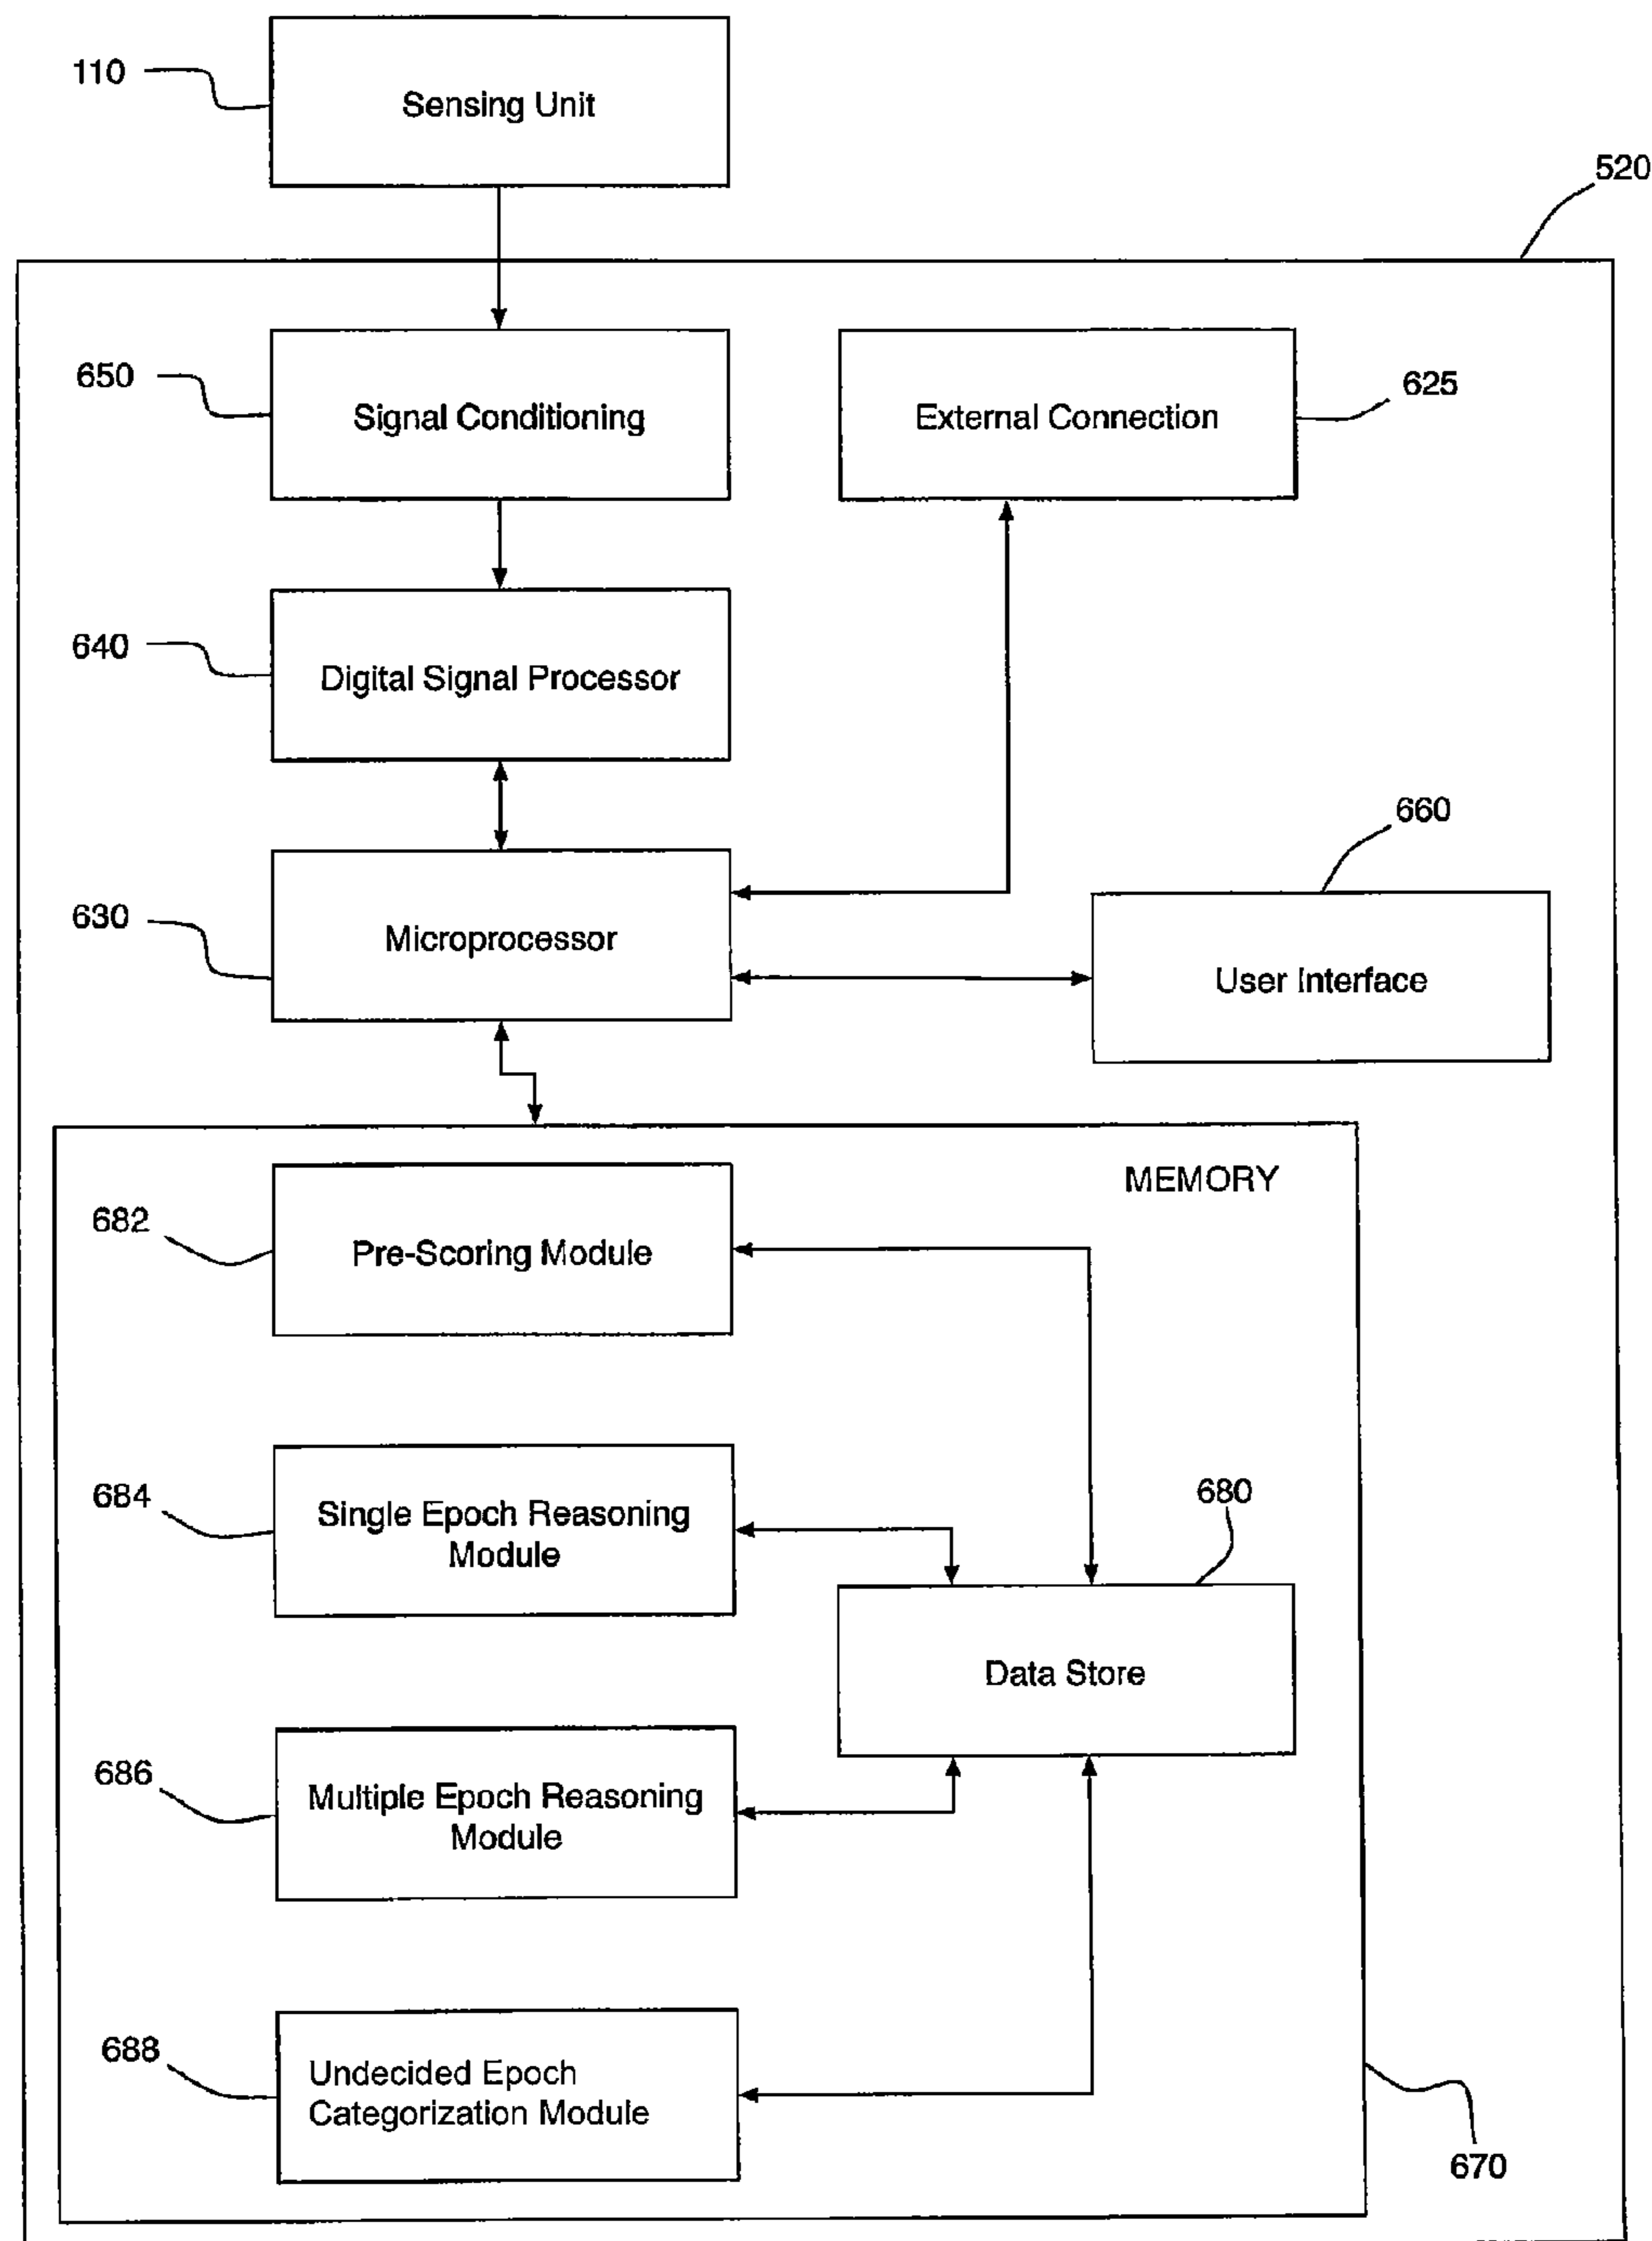 110
Sensing Unit
520
650
Signal Conditioning
External Connection
625
640
Digital Signal Processor
660
630
Microprocessor
User Interface
MEMORY
682
Pre-Scoring Module
684
Single Epoch Reasoning
Module
680
Data Store
686
Multiple Epoch Reasoning
Module
688
Undecided Epoch
Categorization Module
670